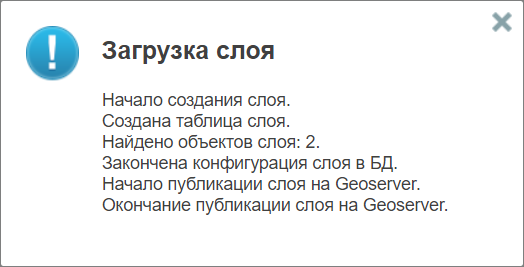 Загрузка слоя
Начало создания слоя.
Создана таблица слоя.
Найдено объектов слоя: 2.
Закончена конфигурация слоя в БД.
Начало публикации слоя на Geoserver.
Окончание публикации слоя на Geoserver.